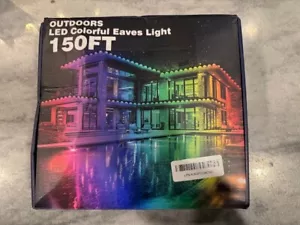 OUTDOORS
LED Colorful Eaves Light
150FT